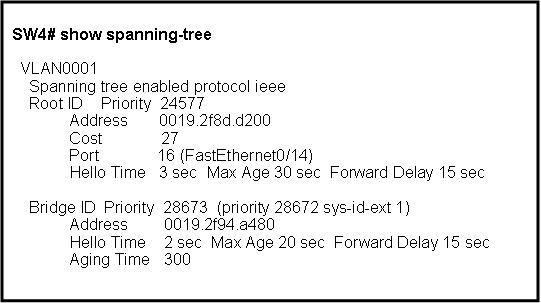 SW4# show spanning-tree
VLAN0001
Spanning tree enabled protocol ieee
Root ID Priority 24577
Address 0019.2f8d.d200
Cost 27
Port 16 (FastEthernet0/14)
Hello Time 3 sec Max Age 30 sec Forward Delay 15 sec
Bridge ID Priority 28673 (priority 28672 sys-id-ext 1)
Address 0019.2f94.a480
Hello Time 2 sec Max Age 20 sec Forward Delay 15 sec
Aging Time 300